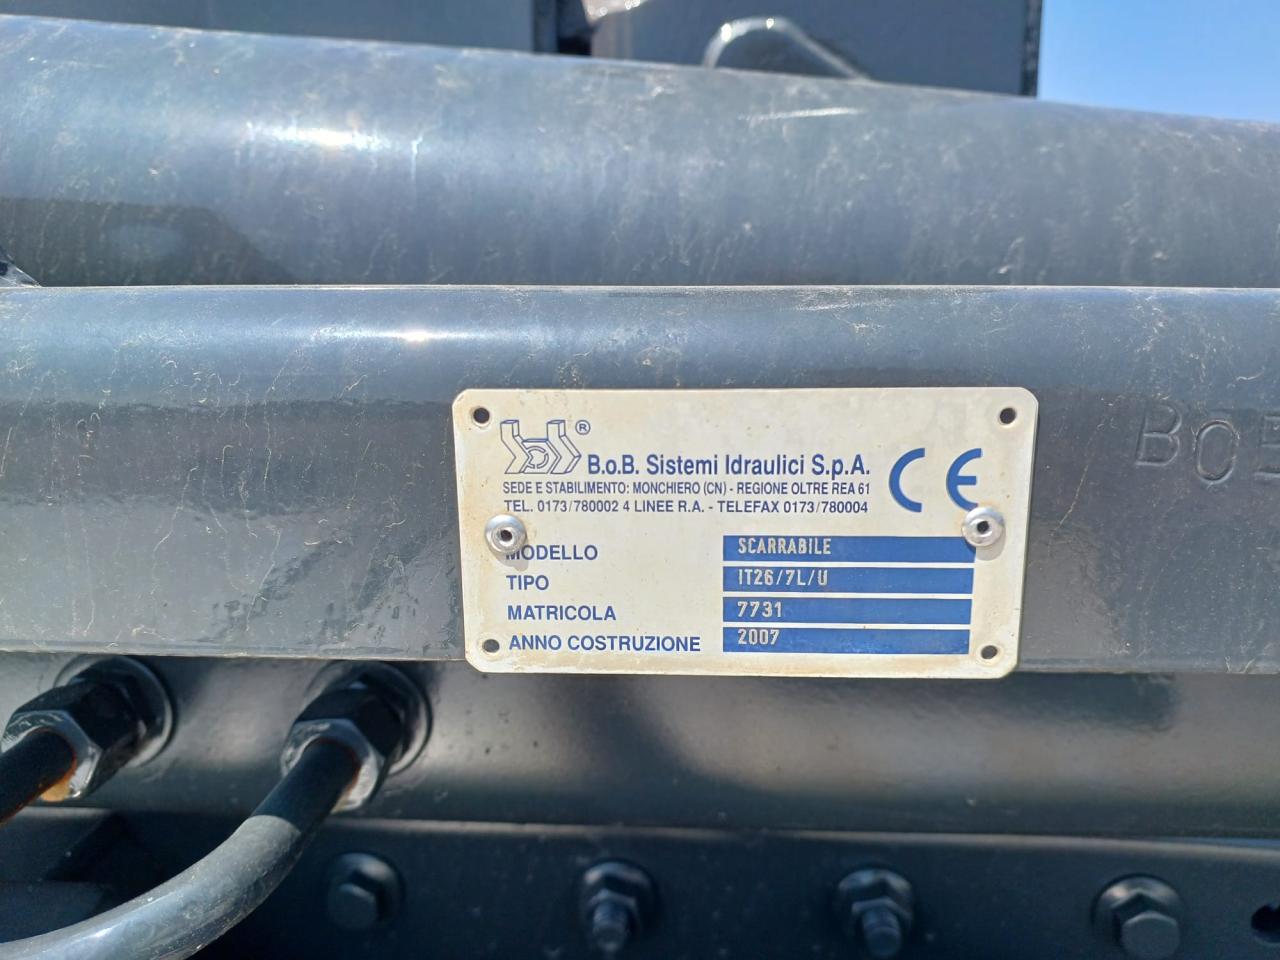 ®
B.o.B. Sistemi Idraulici S.p.A.
SEDE E STABILIMENTO: MONCHIERO (CN) - REGIONE OLTRE REA 61
TEL. 0173/780002 4 LINEE R.A. - TELEFAX 0173/780004
CE
MODELLO SCARRABILE
TIPO IT26/7L/U
MATRICOLA 7731
ANNO COSTRUZIONE 2007